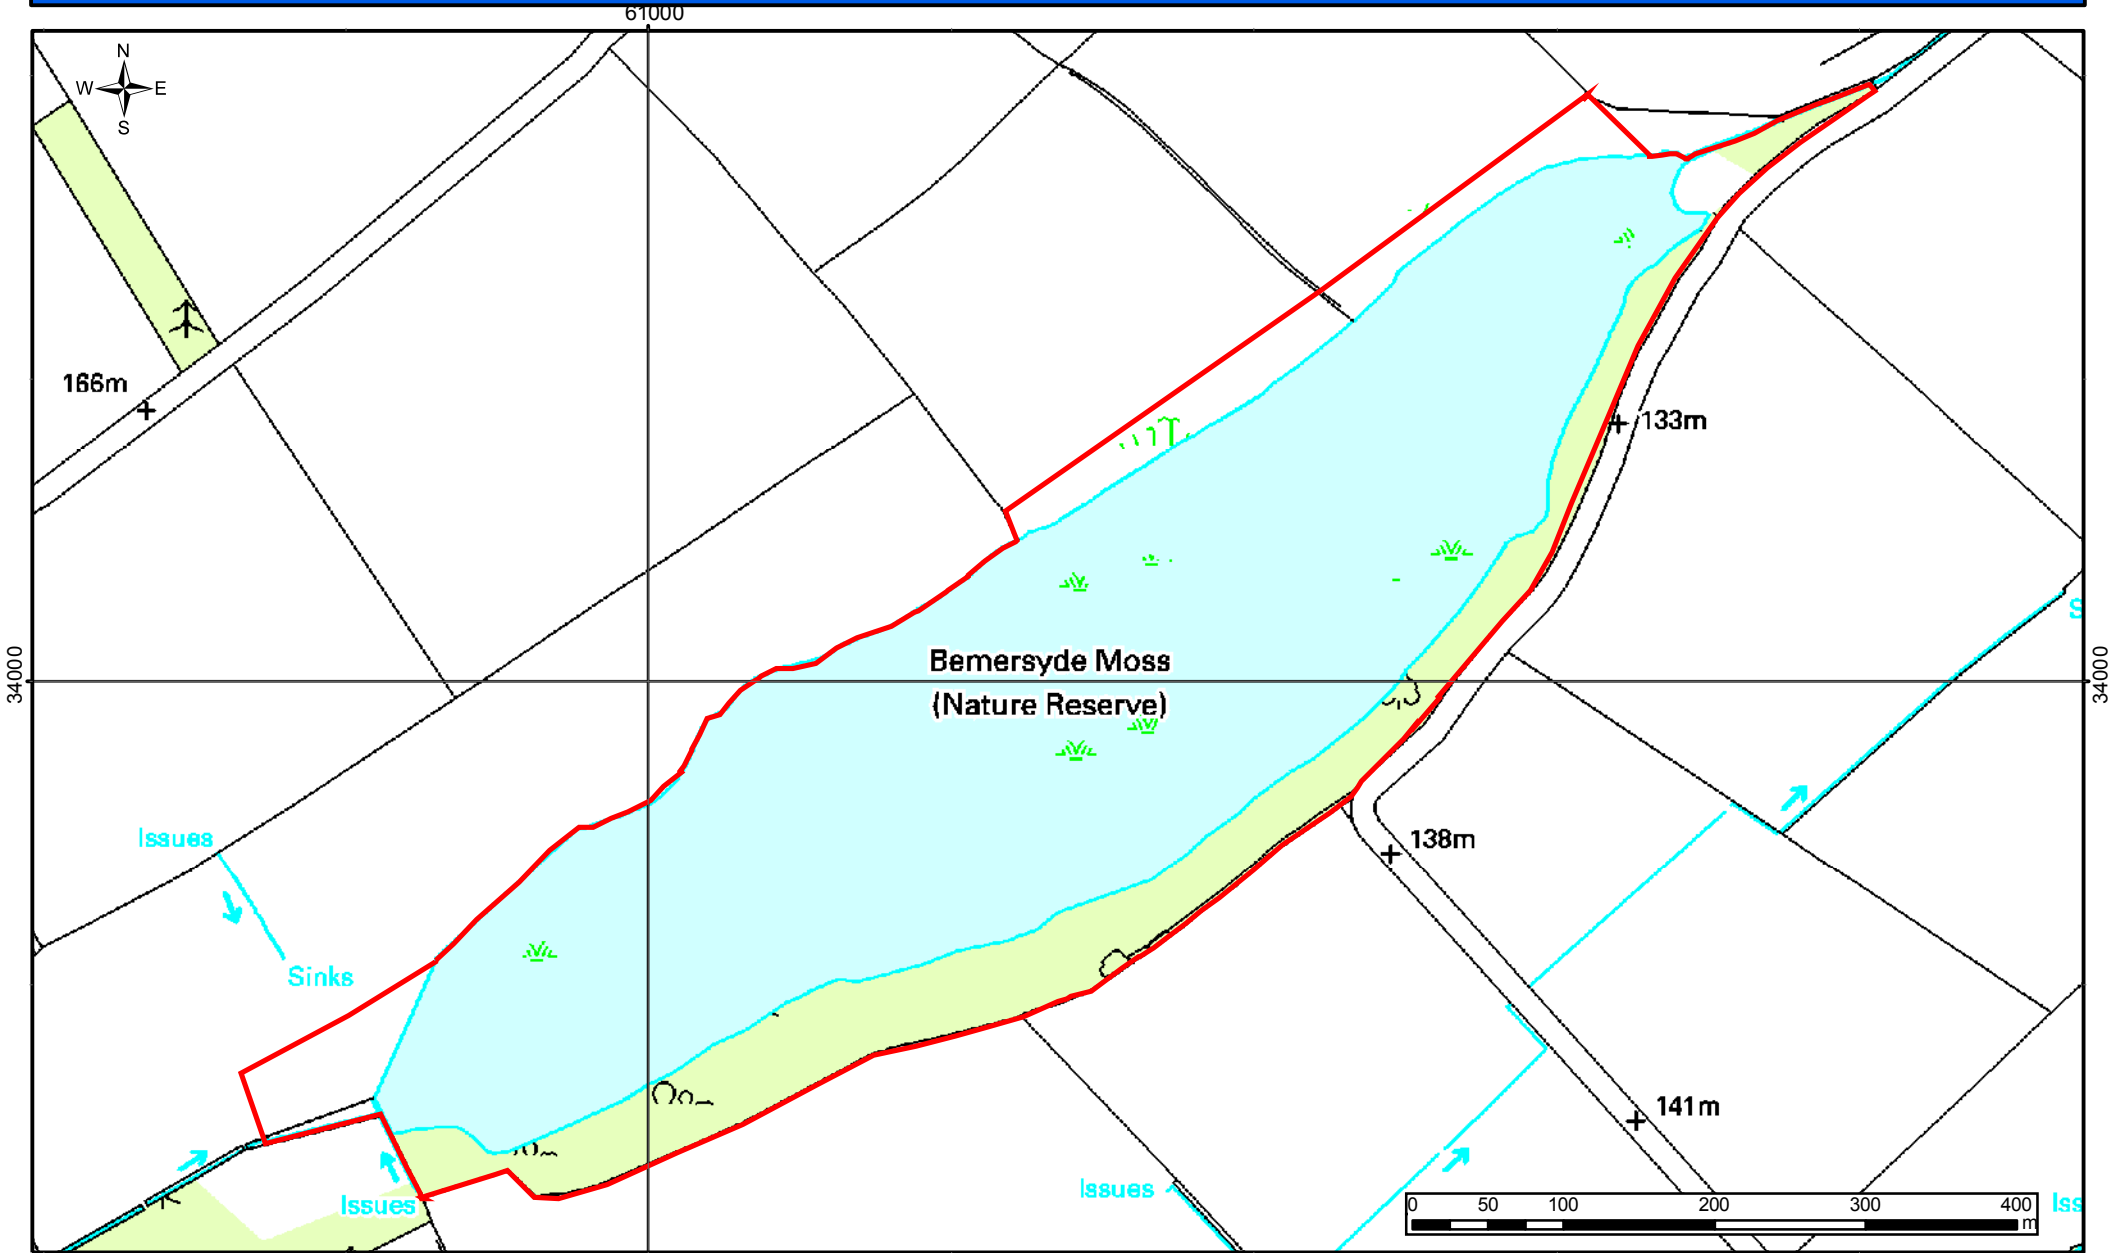 61000
N
W E
S
166m
133m
S
34000
Bemersyde Moss
(Nature Reserve)
34000
Issues
138m
Sinks
141m
Issues
Issues
Iss
0 50 100 200 300 400
m